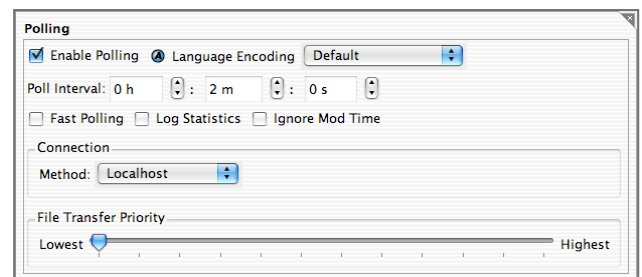 Polling
Enable Polling A Language Encoding Default
Poll Interval: 0 h : 2 m : 0 s
Fast Polling Log Statistics Ignore Mod Time
Connection
Method: Localhost
File Transfer Priority
Lowest Highest